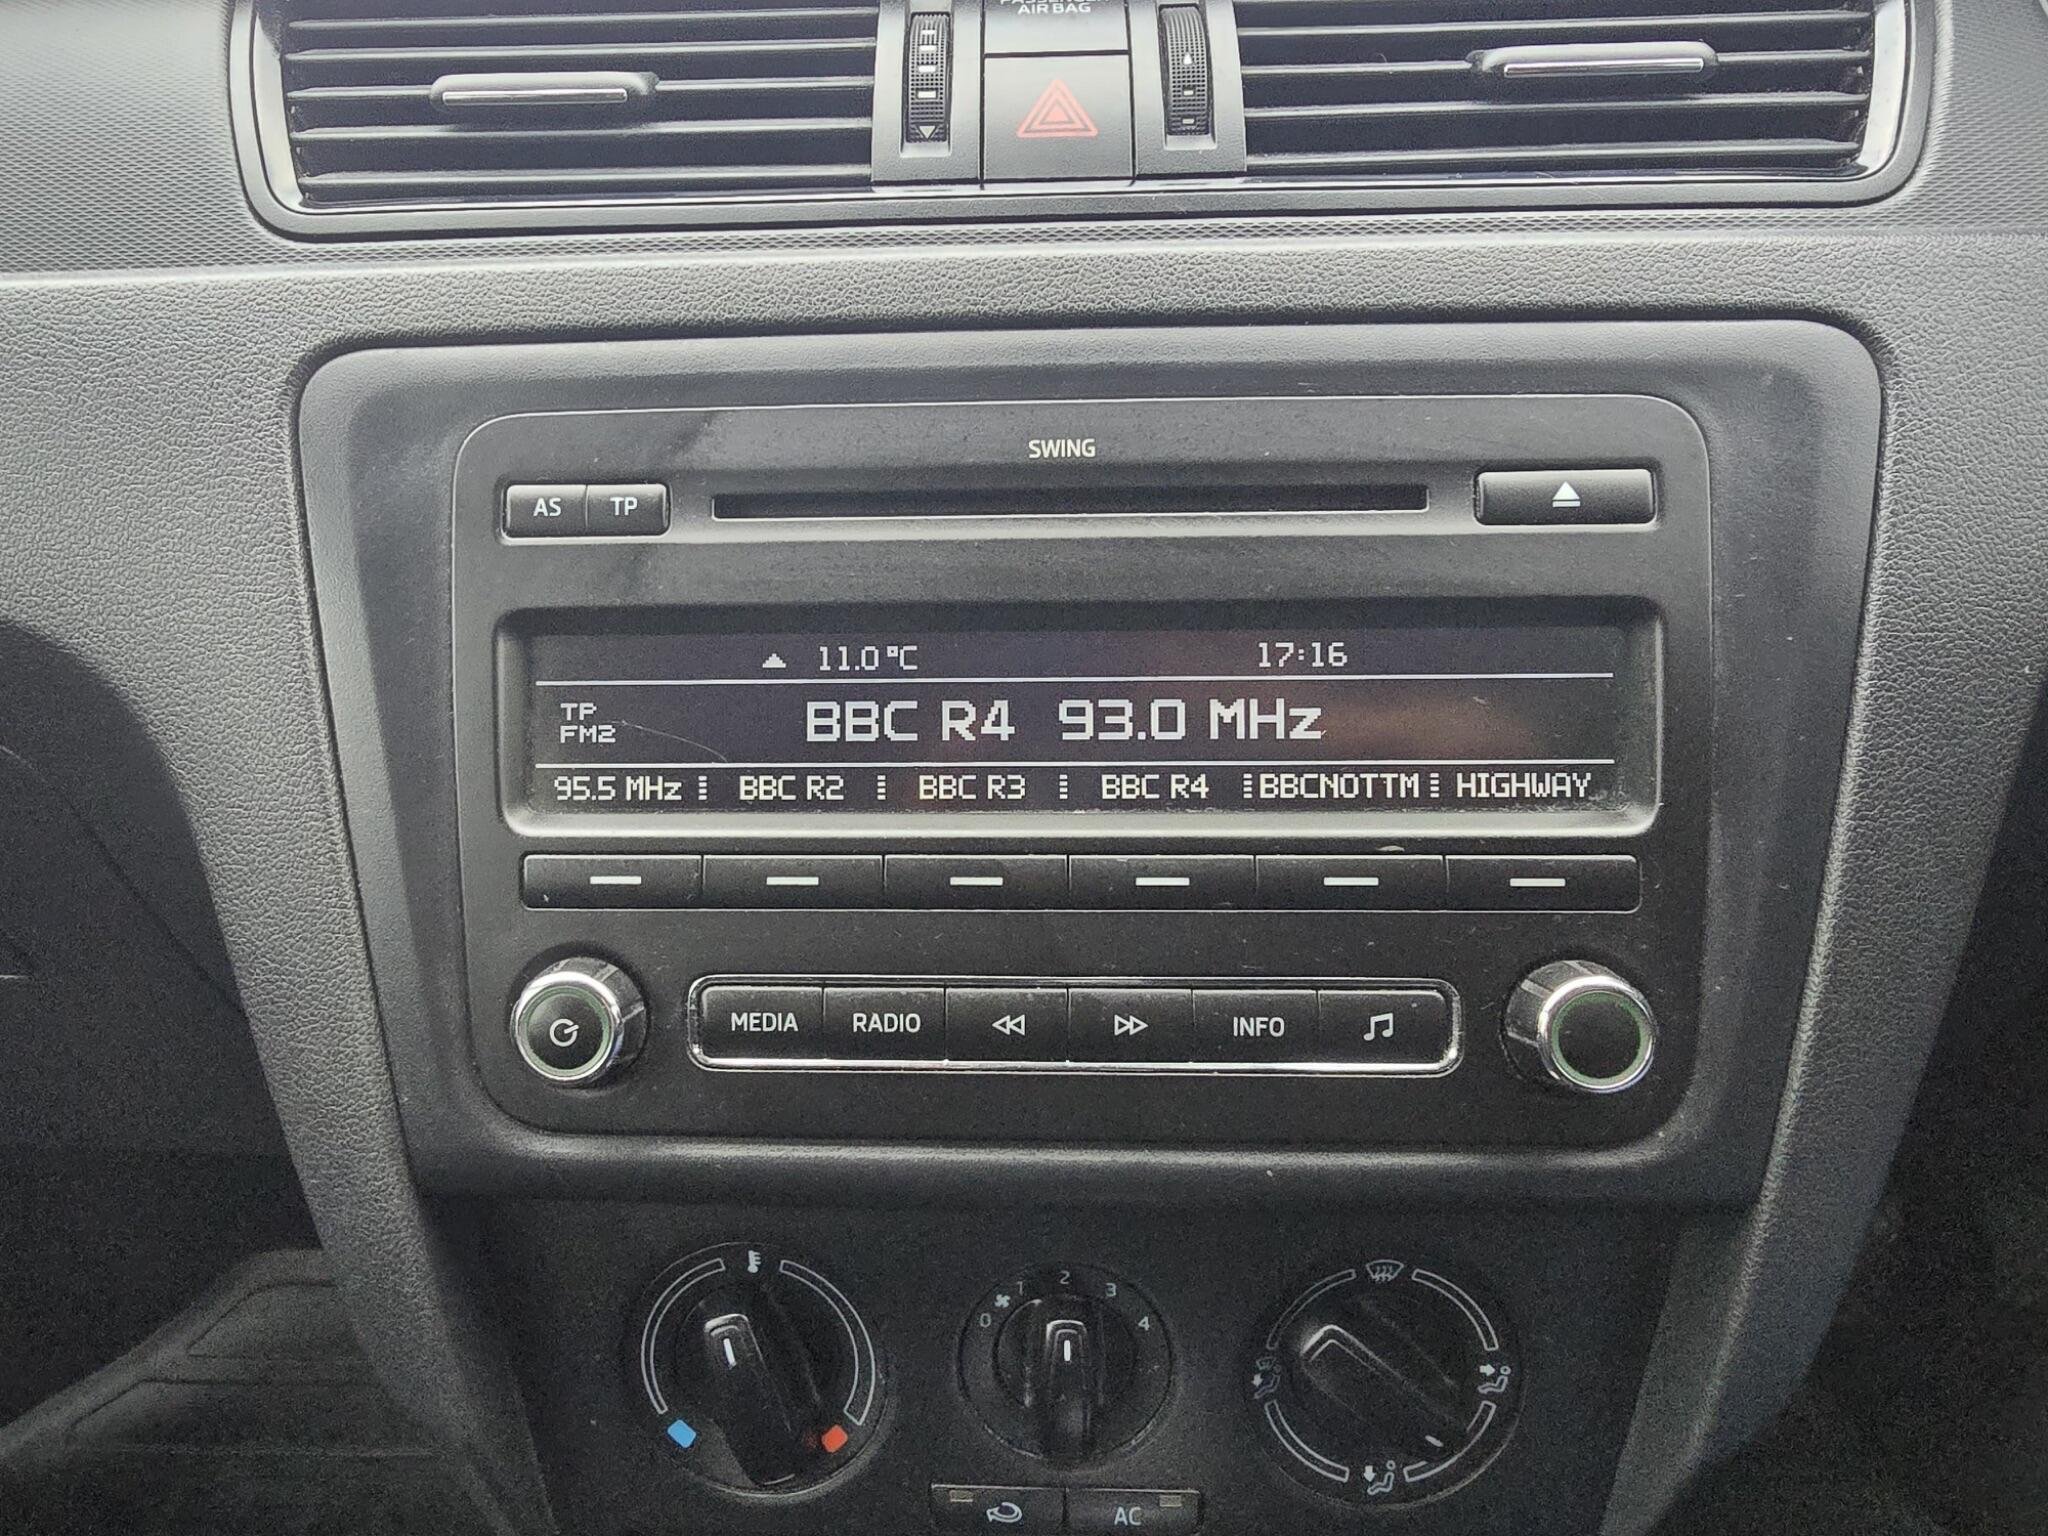 PASSENGER
AIR BAG
SWING
AS TP
11.0 °C 17:16
TP
FM2
BBC R4 93.0 MHz
95.5 MHz BBC R2 BBC R3 BBC R4 BBCNOTTM HIGHWAY
MEDIA RADIO INFO
0 1 2 3 4
AC